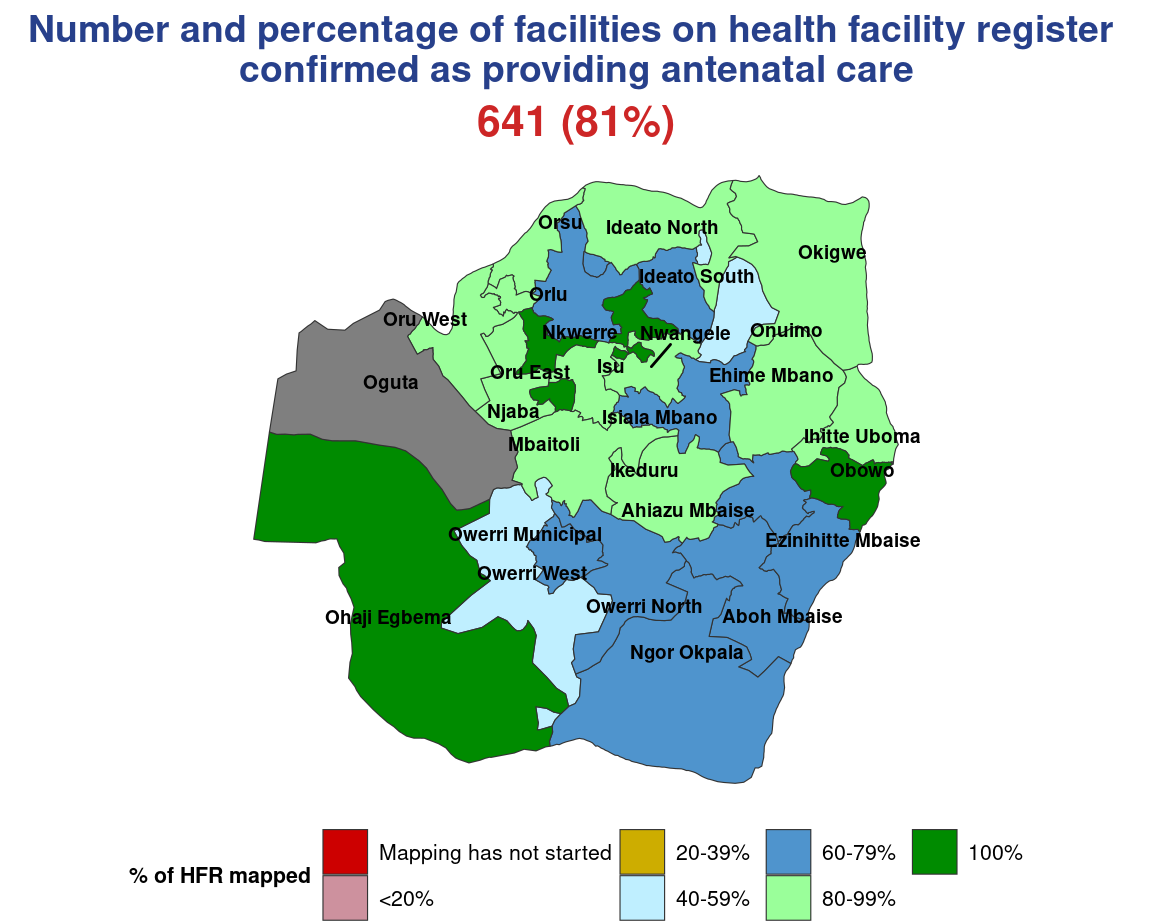 Number and percentage of facilities on health facility register
confirmed as providing antenatal care
641 (81%)
Orsu
Ideato North
Okigwe
Ideato South
Orlu
Oru West
Nkwerre
Nwangele
Onuimo
Isu
Oru East
Ehime Mbano
Oguta
Njaba
Isiala Mbano
Ihitte Uboma
Mbaitoli
Ikeduru
Obowo
Ahiazu Mbaise
Owerri Municipal
Ezinihitte Mbaise
Owerri West
Owerri North
Ohaji Egbema
Aboh Mbaise
Ngor Okpala
% of HFR mapped
Mapping has not started
<20%
20-39%
40-59%
60-79%
80-99%
100%